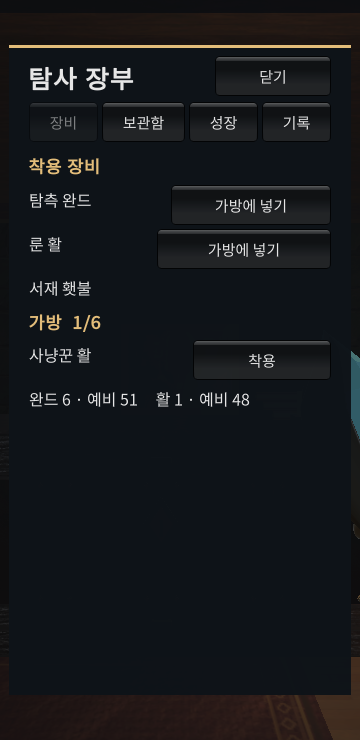 탐사 장부
닫기
장비
보관함
성장
기록
착용 장비
탐측 완드
가방에 넣기
룬 활
가방에 넣기
서재 횃불
가방 1/6
사냥꾼 활
착용
완드 6 · 예비 51 활 1 · 예비 48